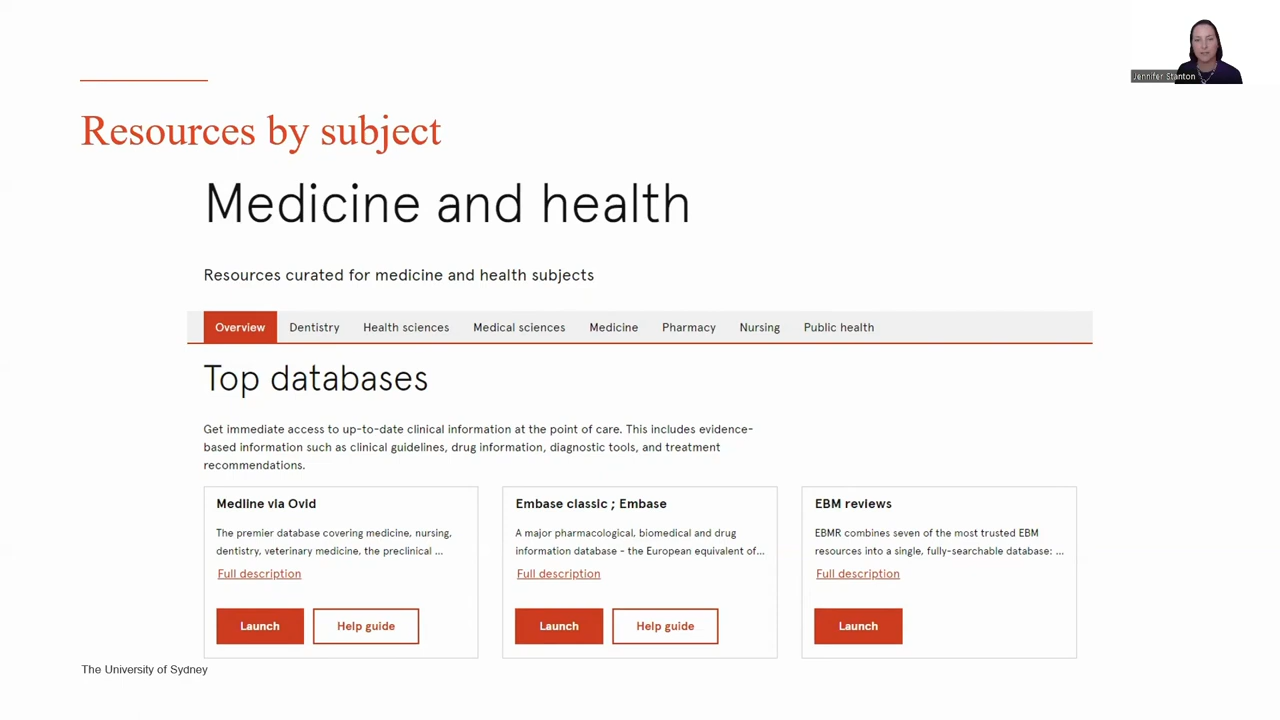 Jennifer Stanton
Resources by subject
Medicine and health
Resources curated for medicine and health subjects
Overview Dentistry Health sciences Medical sciences Medicine Pharmacy Nursing Public health
Top databases
Get immediate access to up-to-date clinical information at the point of care. This includes evidence-
based information such as clinical guidelines, drug information, diagnostic tools, and treatment
recommendations.
Medline via Ovid
The premier database covering medicine, nursing,
dentistry, veterinary medicine, the preclinical ...
Full description
Launch Help guide
Embase classic ; Embase
A major pharmacological, biomedical and drug
information database - the European equivalent of...
Full description
Launch Help guide
EBM reviews
EBMR combines seven of the most trusted EBM
resources into a single, fully-searchable database: ...
Full description
Launch
The University of Sydney